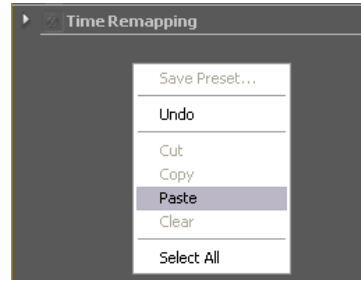 Time Remapping
Save Preset...
Undo
Cut
Copy
Paste
Clear
Select All